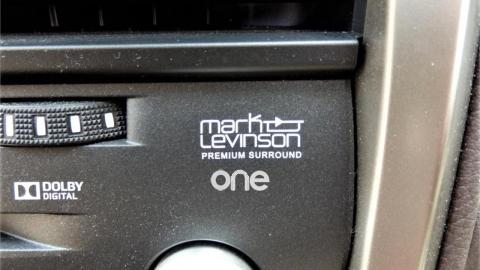 mark
LEVINSON
PREMIUM SURROUND
one
DOLBY
DIGITAL